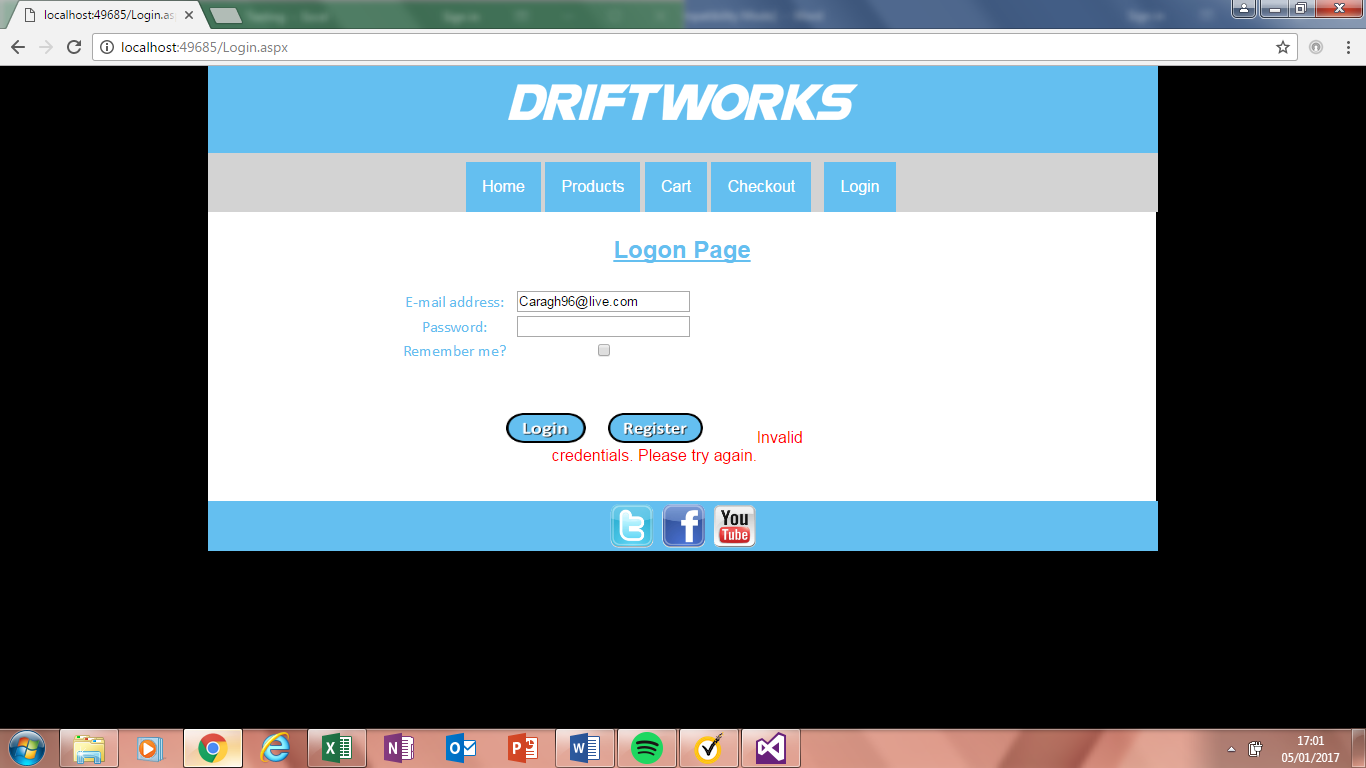 localhost:49685/Login.as
localhost:49685/Login.aspx
DRIFTWORKS
Home Products Cart Checkout Login
Logon Page
E-mail address: Caragh96@live.com
Password:
Remember me?
Login Register Invalid
credentials. Please try again.
You
Tube
17:01
05/01/2017